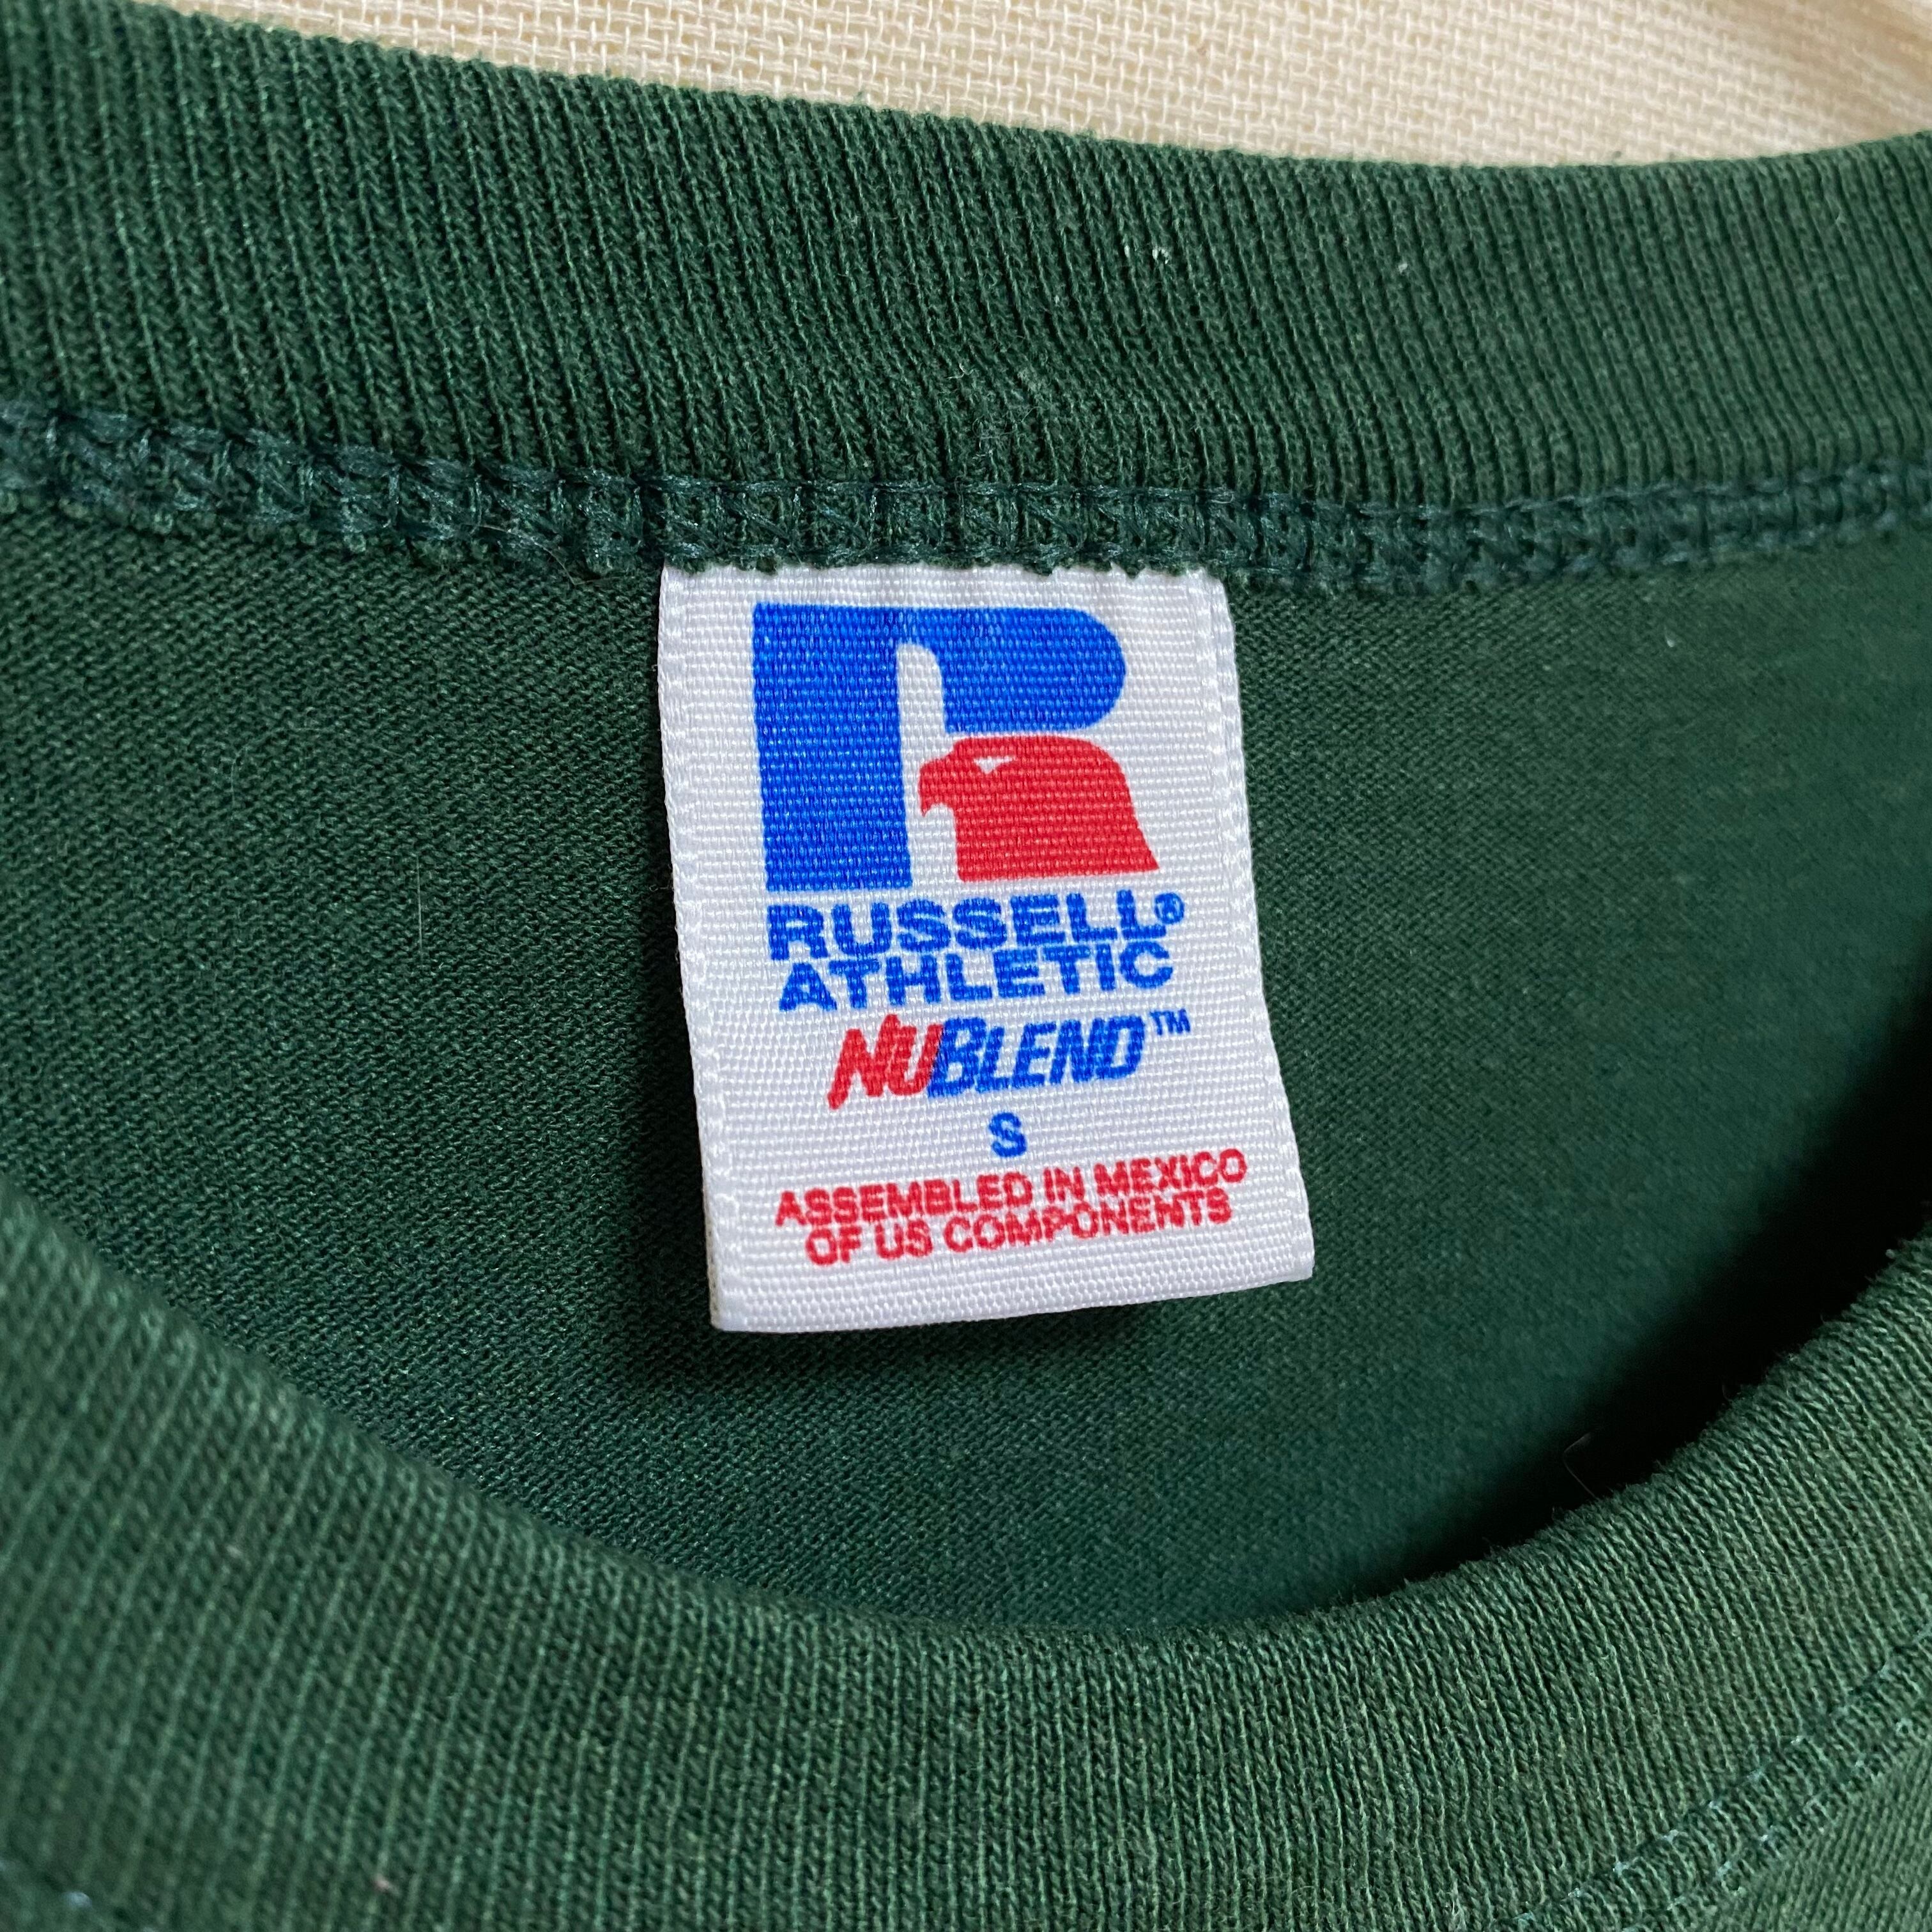 RUSSELL®
ATHLETIC
NUBLEND™
S
ASSEMBLED IN MEXICO
OF US COMPONENTS